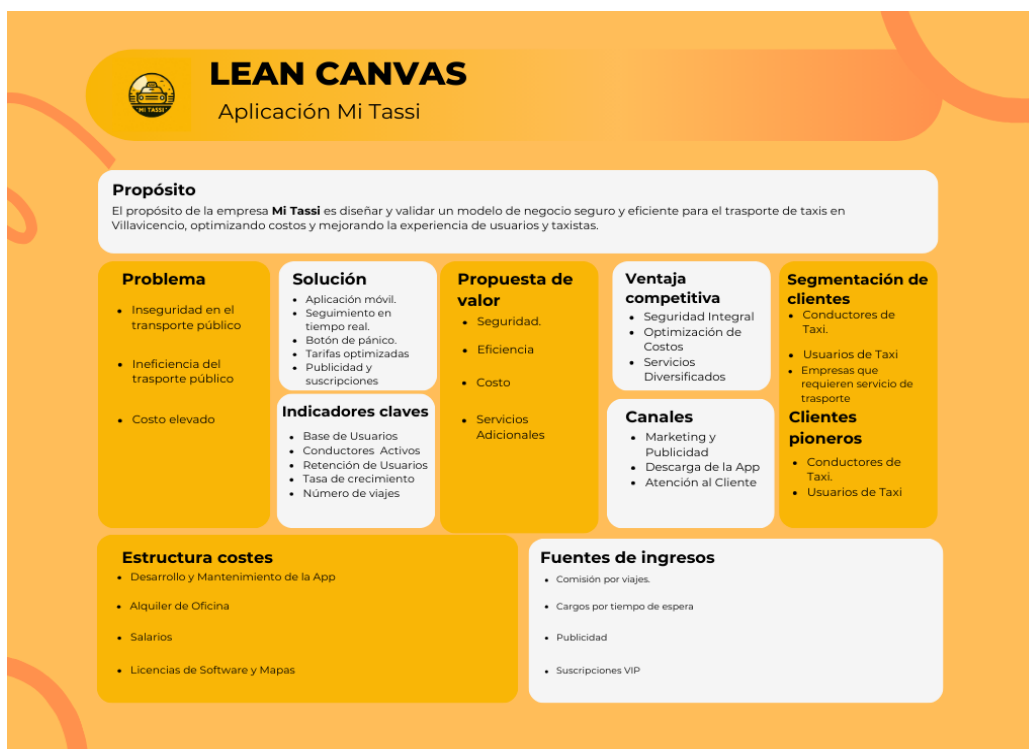 LEAN CANVAS
Aplicación Mi Tassi
MI TASSI
Propósito
El propósito de la empresa Mi Tassi es diseñar y validar un modelo de negocio seguro y eficiente para el trasporte de taxis en
Villavicencio, optimizando costos y mejorando la experiencia de usuarios y taxistas.
Problema
• Inseguridad en el
transporte público
• Ineficiencia del
trasporte público
• Costo elevado
Solución
• Aplicación móvil.
• Seguimiento en
tiempo real.
• Botón de pánico.
• Tarifas optimizadas
• Publicidad y
suscripciones
Indicadores claves
• Base de Usuarios
• Conductores Activos
• Retención de Usuarios
• Tasa de crecimiento
• Número de viajes
Propuesta de
valor
• Seguridad.
• Eficiencia
• Costo
• Servicios
Adicionales
Ventaja
competitiva
• Seguridad Integral
• Optimización de
Costos
• Servicios
Diversificados
Canales
• Marketing y
Publicidad
• Descarga de la App
• Atención al Cliente
Segmentación de
clientes
• Conductores de
Taxi.
• Usuarios de Taxi
• Empresas que
requieren servicio de
trasporte
Clientes
pioneros
• Conductores de
Taxi.
• Usuarios de Taxi
Estructura costes
• Desarrollo y Mantenimiento de la App
• Alquiler de Oficina
• Salarios
• Licencias de Software y Mapas
Fuentes de ingresos
• Comisión por viajes.
• Cargos por tiempo de espera
• Publicidad
• Suscripciones VIP